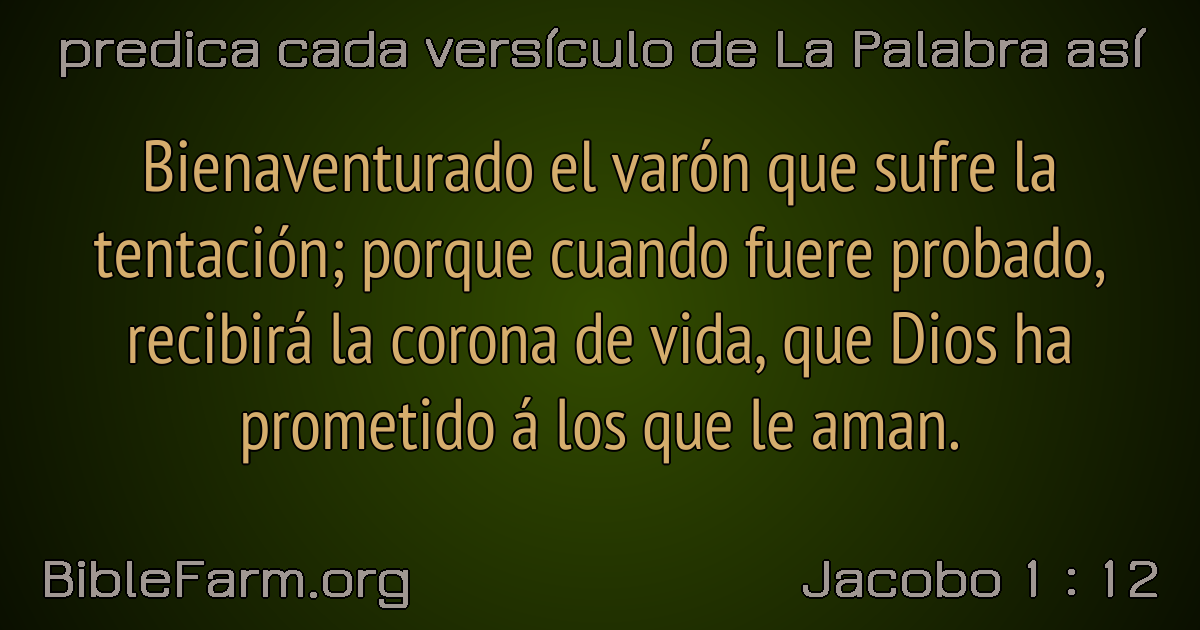 predica cada versículo de La Palabra así
Bienaventurado el varón que sufre la
tentación; porque cuando fuere probado,
recibirá la corona de vida, que Dios ha
prometido á los que le aman.
BibleFarm.org
Jacobo 1 : 12